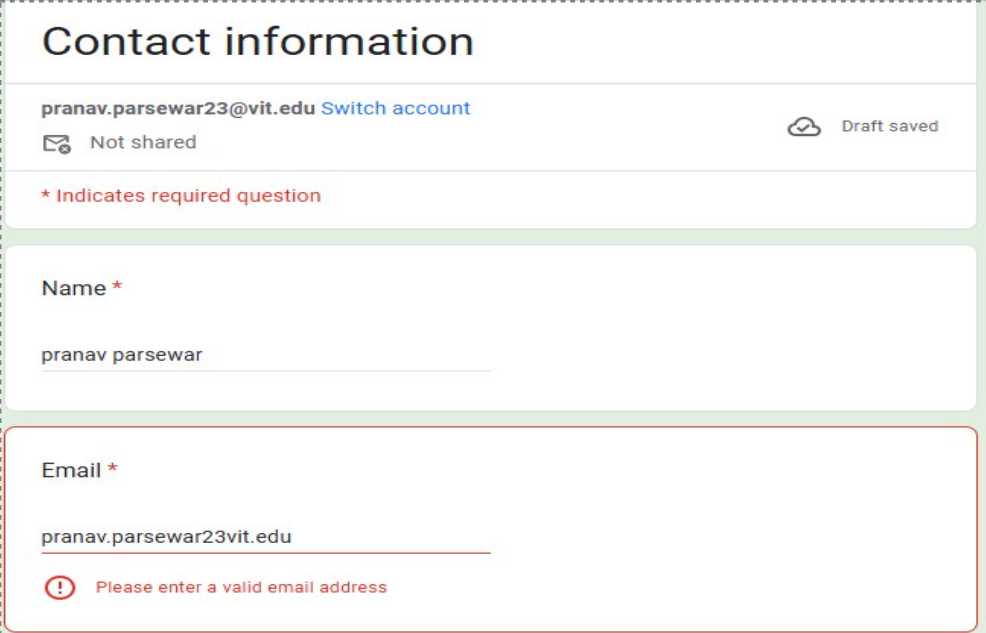 Contact information
pranav.parsewar23@vit.edu Switch account
Not shared
Draft saved
* Indicates required question
Name *
pranav parsewar
Email *
pranav.parsewar23vit.edu
Please enter a valid email address